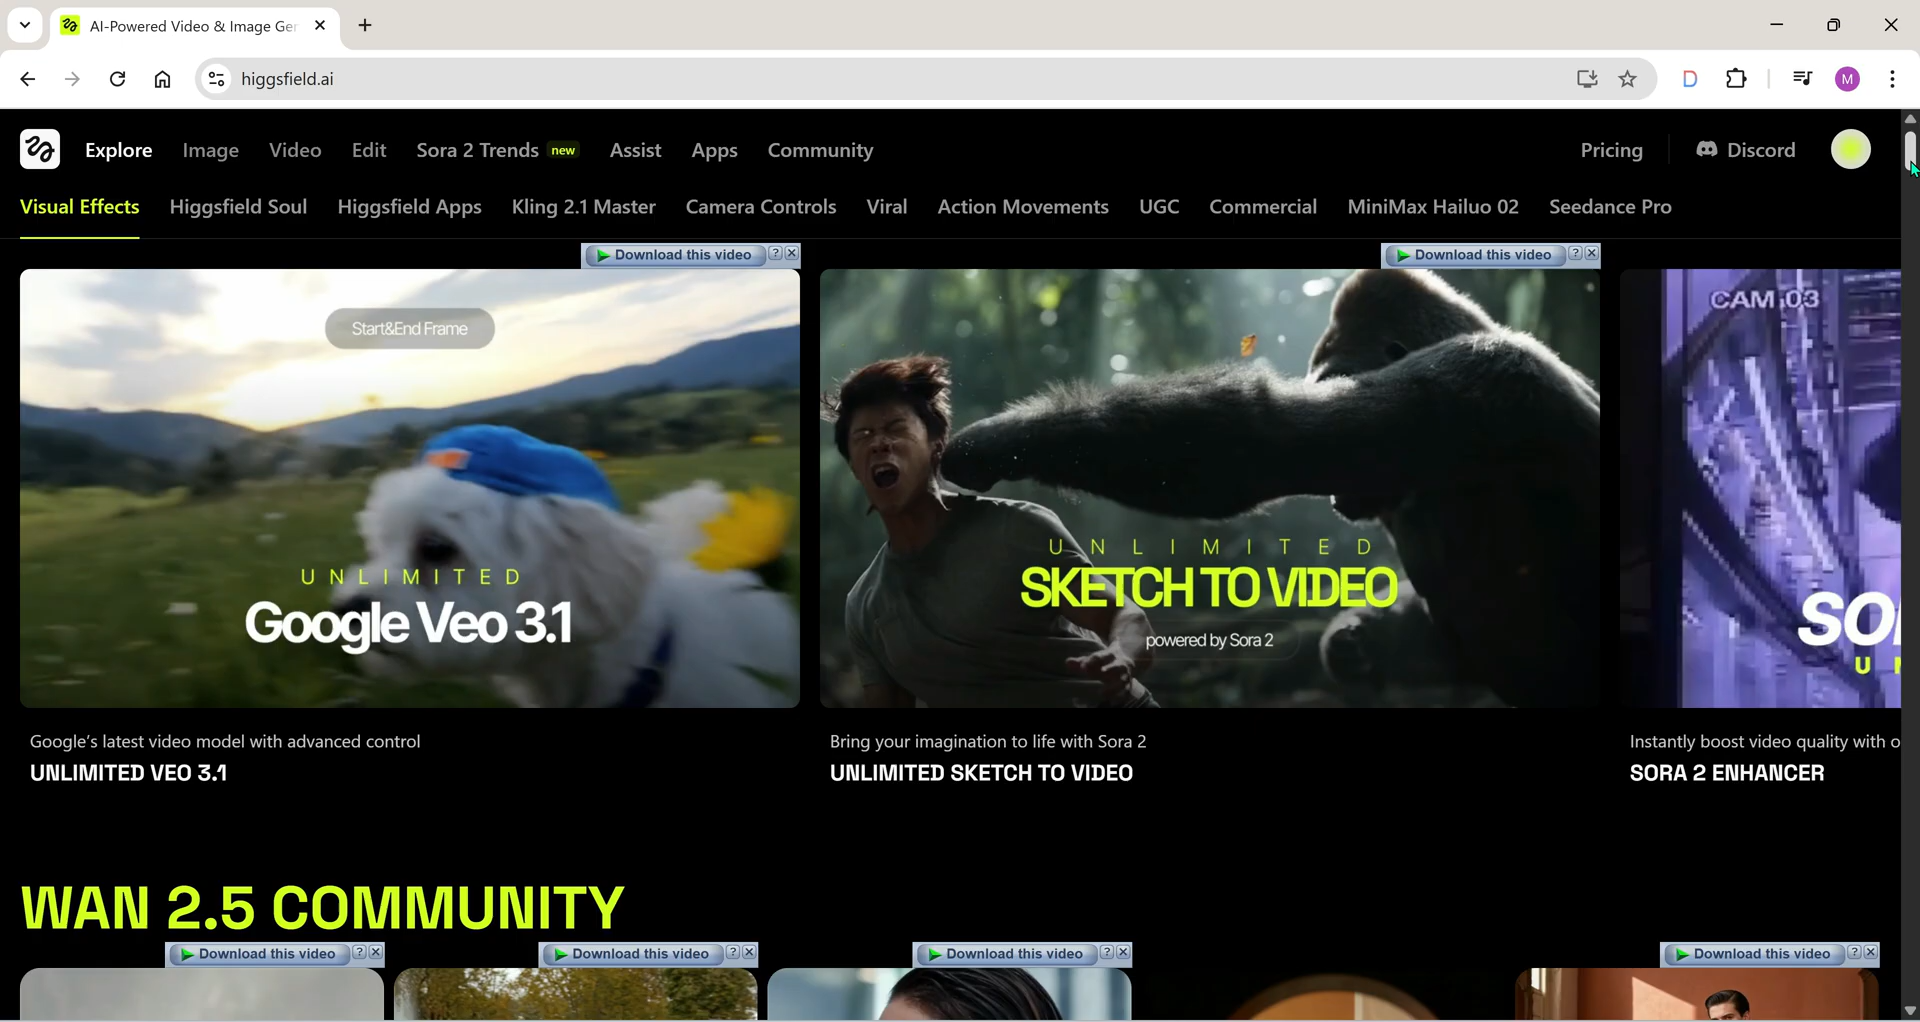 AI-Powered Video & Image Ger
higgsfield.ai
D
M
Explore Image Video Edit Sora 2 Trends new Assist Apps Community Pricing Discord
Visual Effects Higgsfield Soul Higgsfield Apps Kling 2.1 Master Camera Controls Viral Action Movements UGC Commercial MiniMax Hailuo 02 Seedance Pro
Download this video ? Download this video ?
Start&End Frame
UNLIMITED
Google Veo 3.1
UNLIMITED
SKETCH TO VIDEO
powered by Sora 2
CAM 03
SO
U N
Google's latest video model with advanced control
UNLIMITED VEO 3.1
Bring your imagination to life with Sora 2
UNLIMITED SKETCH TO VIDEO
Instantly boost video quality with o
SORA 2 ENHANCER
WAN 2.5 COMMUNITY
Download this video ? Download this video ? Download this video ? Download this video ?